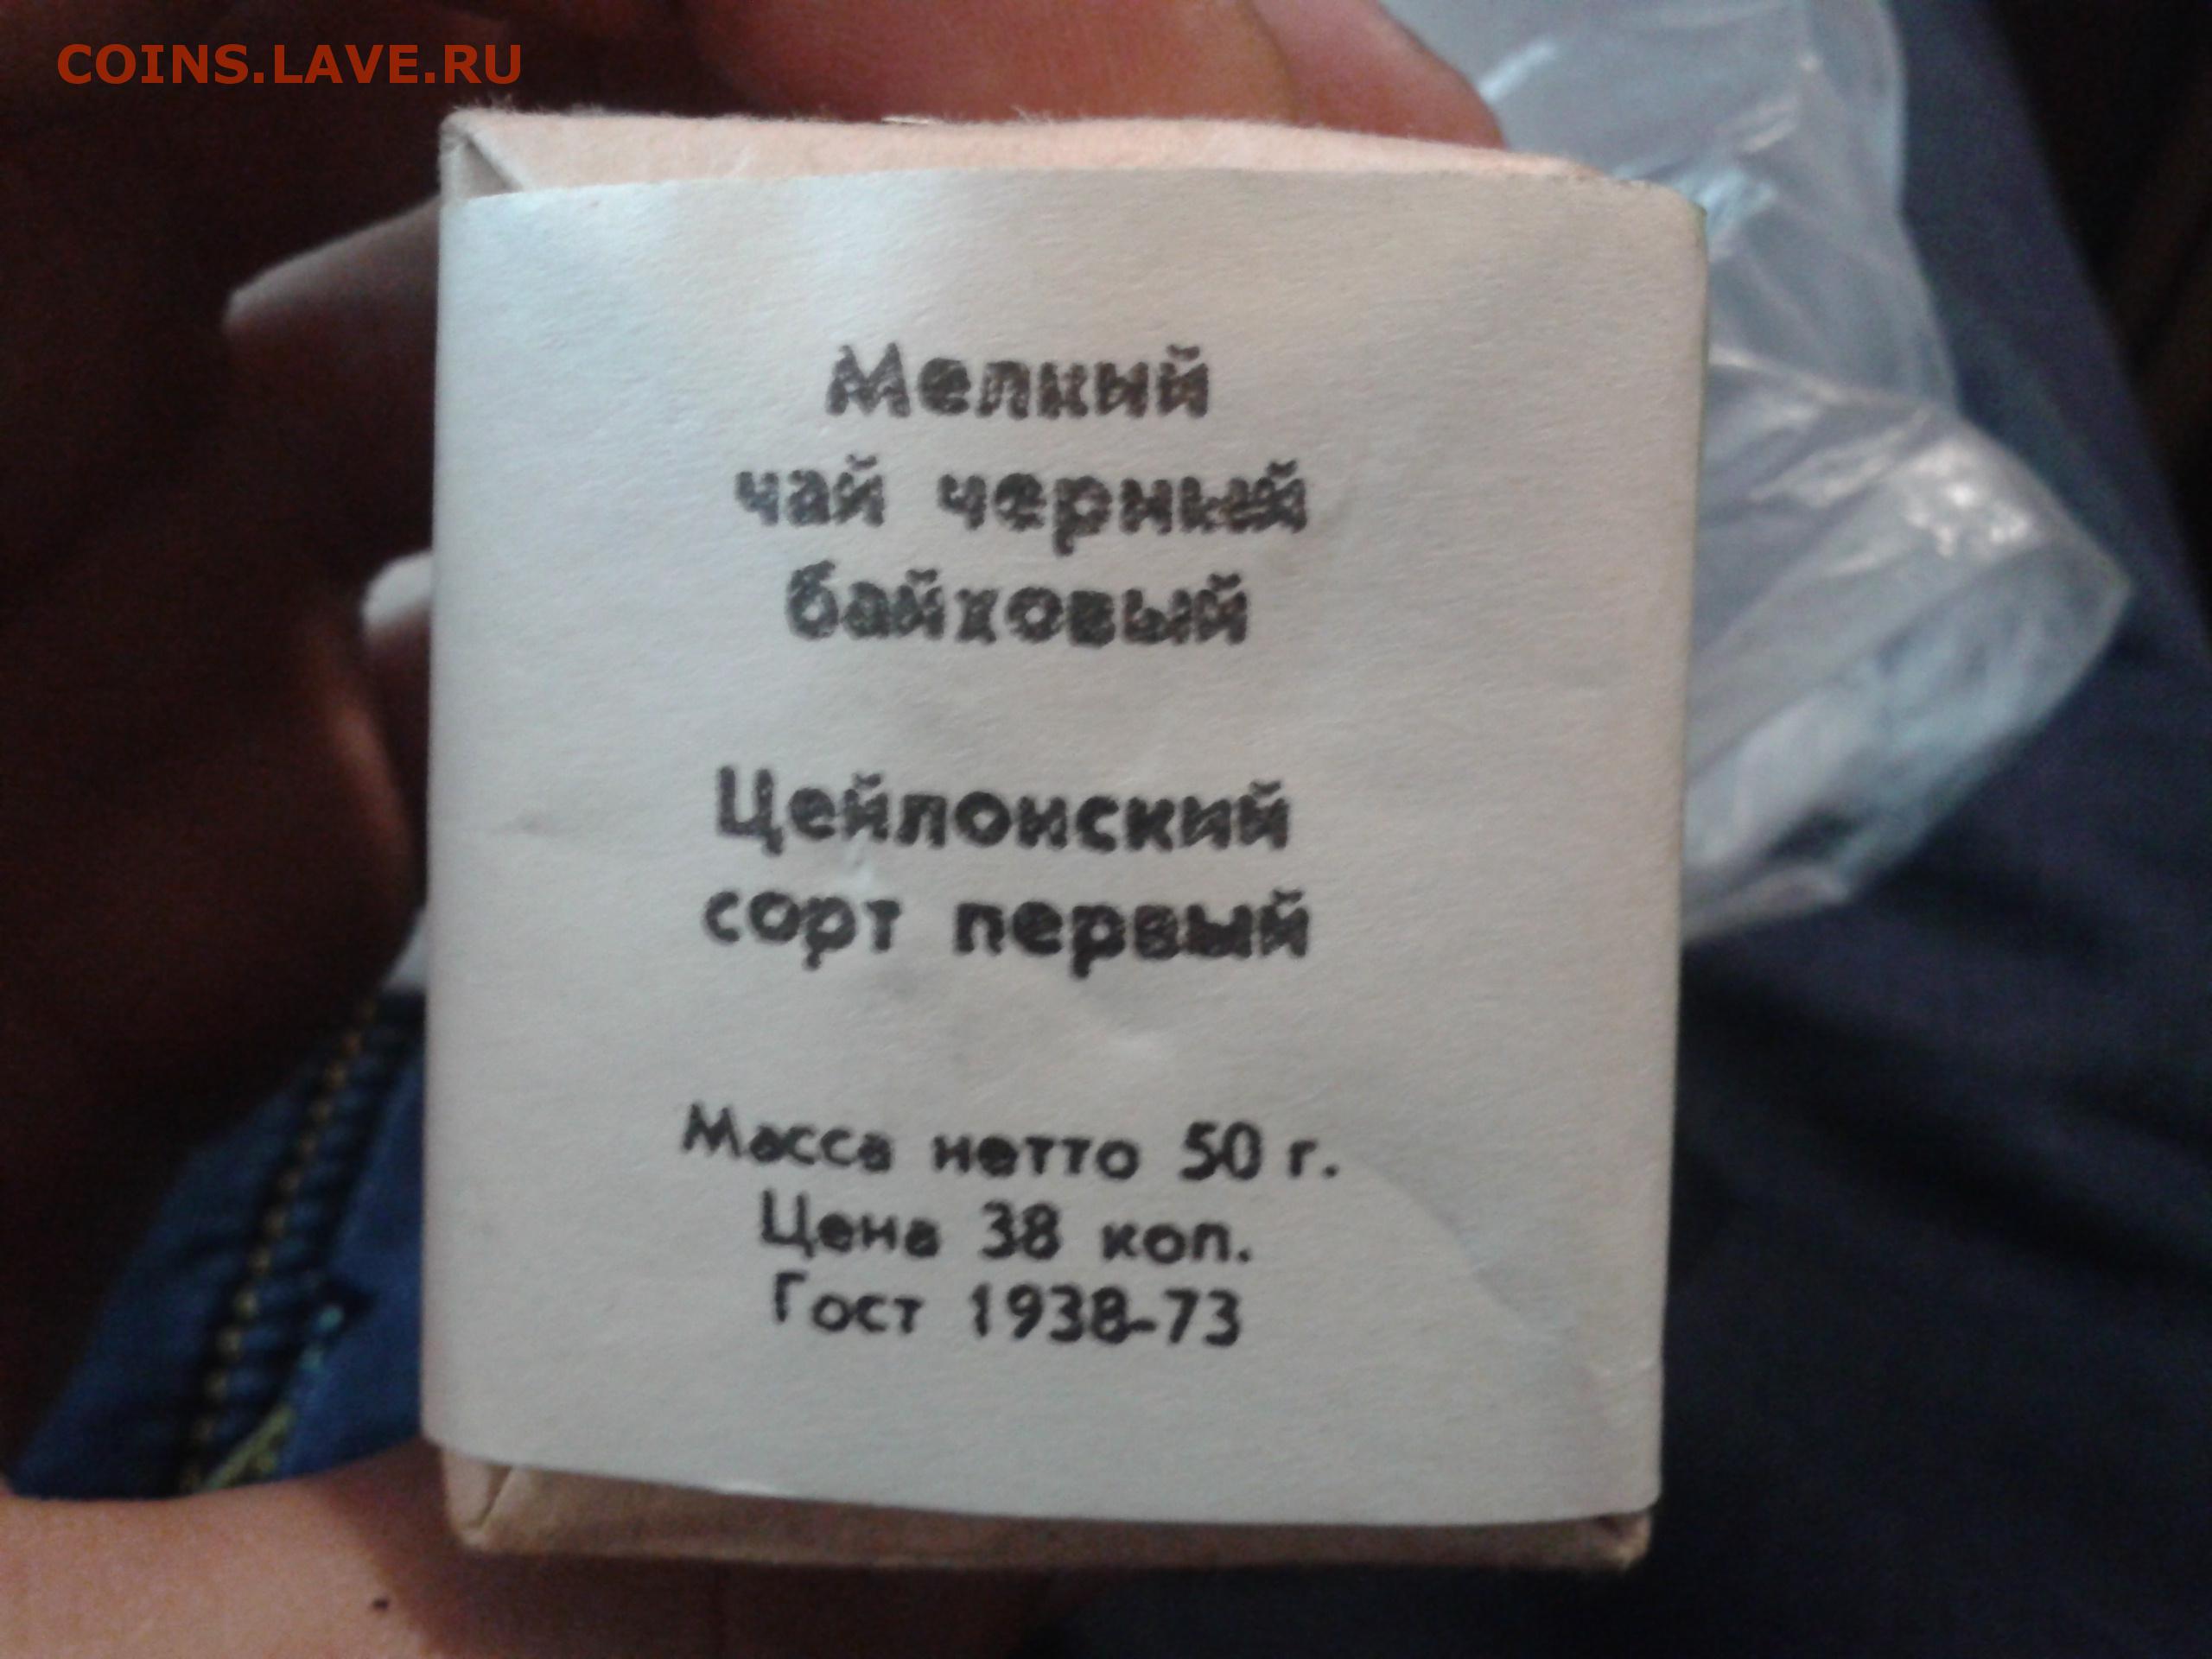 COINS.LAVE.RU
Мелкий
чай черный
байховый
Цейлонский
сорт первый
Масса нетто 50 г.
Цена 38 коп.
Гост 1938-73